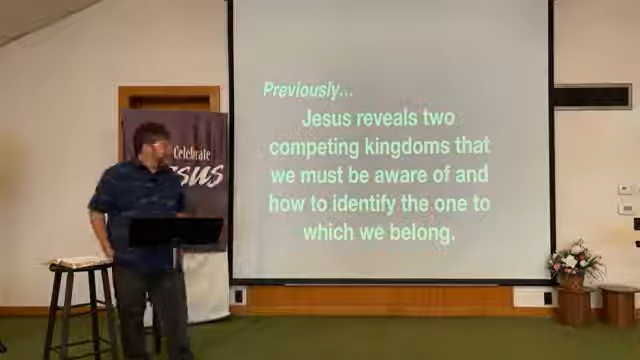 Previously...
Jesus reveals two
competing kingdoms that
we must be aware of and
how to identify the one to
which we belong.
Celebrate